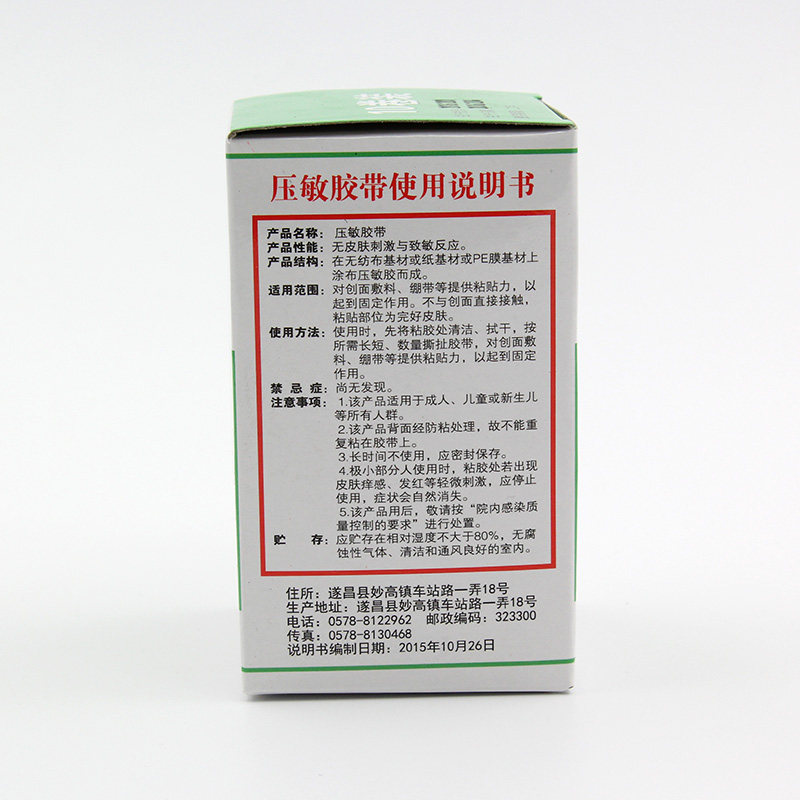 压敏胶带使用说明书
产品名称：压敏胶带
产品性能：无皮肤刺激与致敏反应。
产品结构：在无纺布基材或纸基材或PE膜基材上
涂布压敏胶而成。
适用范围：对创面敷料、绷带等提供粘贴力，以
起到固定作用。不与创面直接接触，
粘贴部位为完好皮肤。
使用方法：使用时，先将粘胶处清洁、拭干，按
所需长短、数量撕扯胶带，对创面敷
料、绷带等提供粘贴力，以起到固定
作用。
禁忌症：尚无发现。
注意事项：1.该产品适用于成人、儿童或新生儿
等所有人群。
2.该产品背面经防粘处理，故不能重
复粘在胶带上。
3.长时间不使用，应密封保存。
4.极小部分人使用时，粘胶处若出现
皮肤痒感、发红等轻微刺激，应停止
使用，症状会自然消失。
5.该产品用后，敬请按“院内感染质
量控制的要求”进行处置。
贮存：应贮存在相对湿度不大于80%，无腐
蚀性气体、清洁和通风良好的室内。
住所：遂昌县妙高镇车站路一弄18号
生产地址：遂昌县妙高镇车站路一弄18号
电话：0578-8122962 邮政编码：323300
传真：0578-8130468
说明书编制日期：2015年10月26日